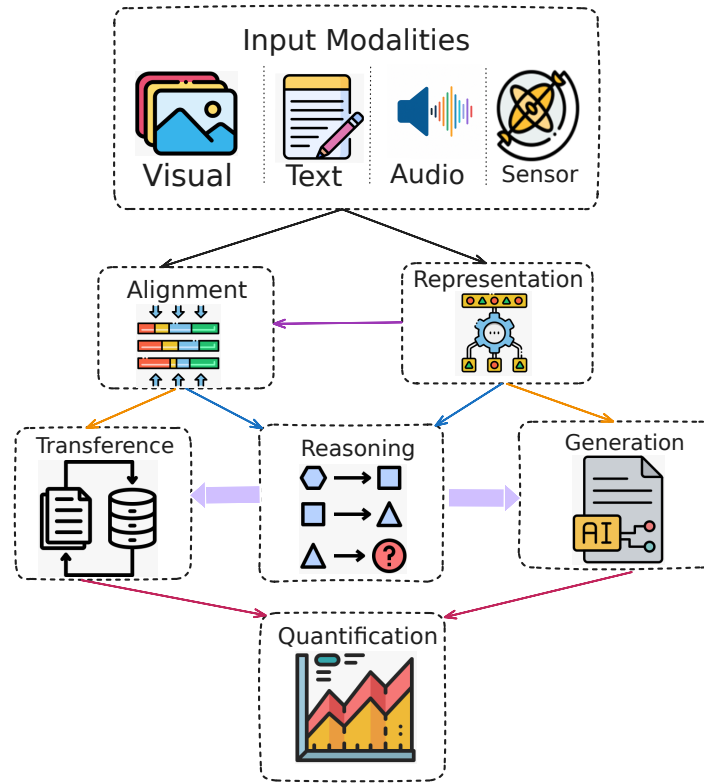 Input Modalities
Visual
Text
Audio
Sensor
Alignment
Representation
Transference
Reasoning
Generation
?
AI
Quantification